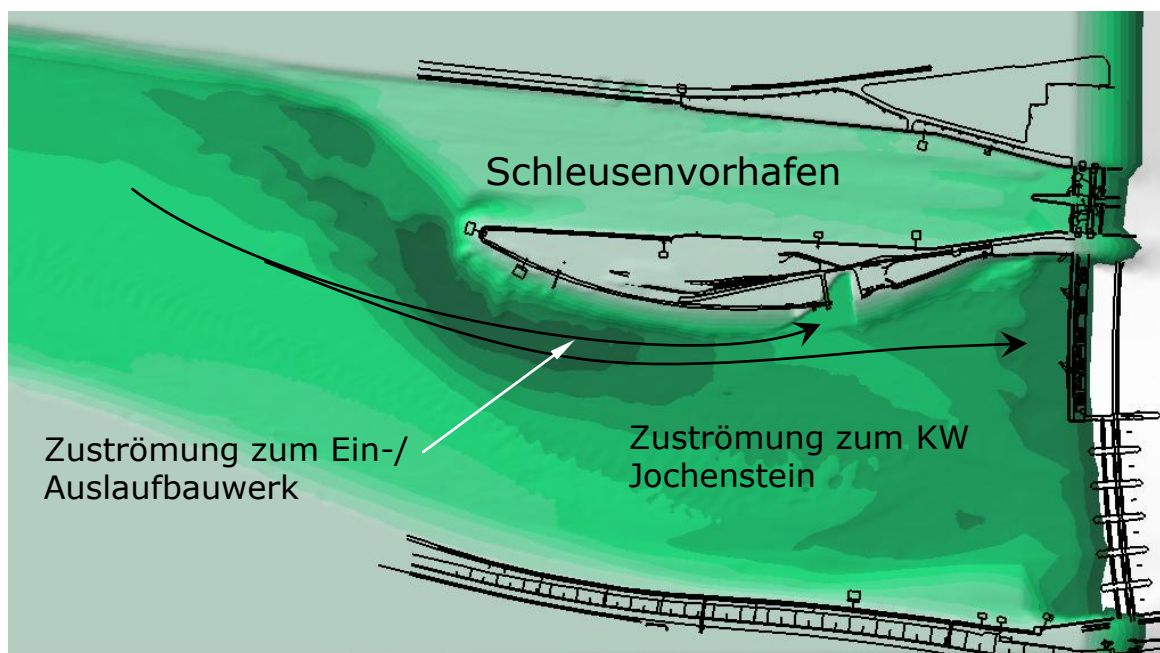 Schleusenvorhafen
Zuströmung zum Ein-/
Auslaufbauwerk
Zuströmung zum KW
Jochenstein